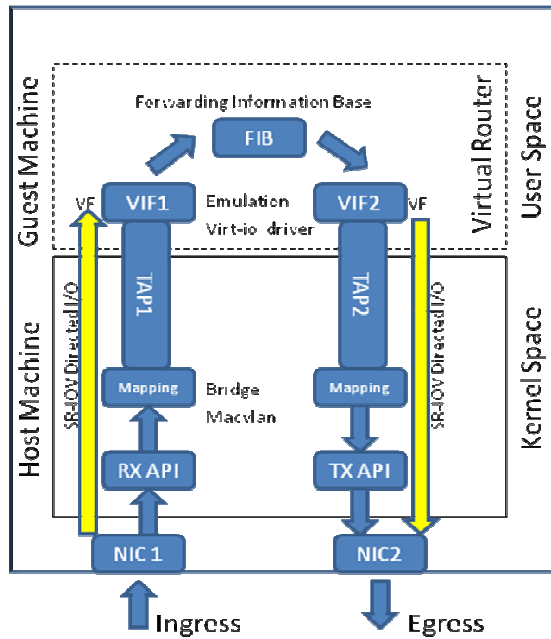 Guest Machine
Host Machine
User Space
Kernel Space
Virtual Router
Forwarding Information Base
FIB
VF
VIF1
Emulation
Virt-io driver
VIF2
VF
SR-IOV Directed I/O
TAP1
TAP2
SR-IOV Directed I/O
Mapping
Bridge
Macvlan
Mapping
RX API
TX API
NIC 1
NIC2
Ingress
Egress